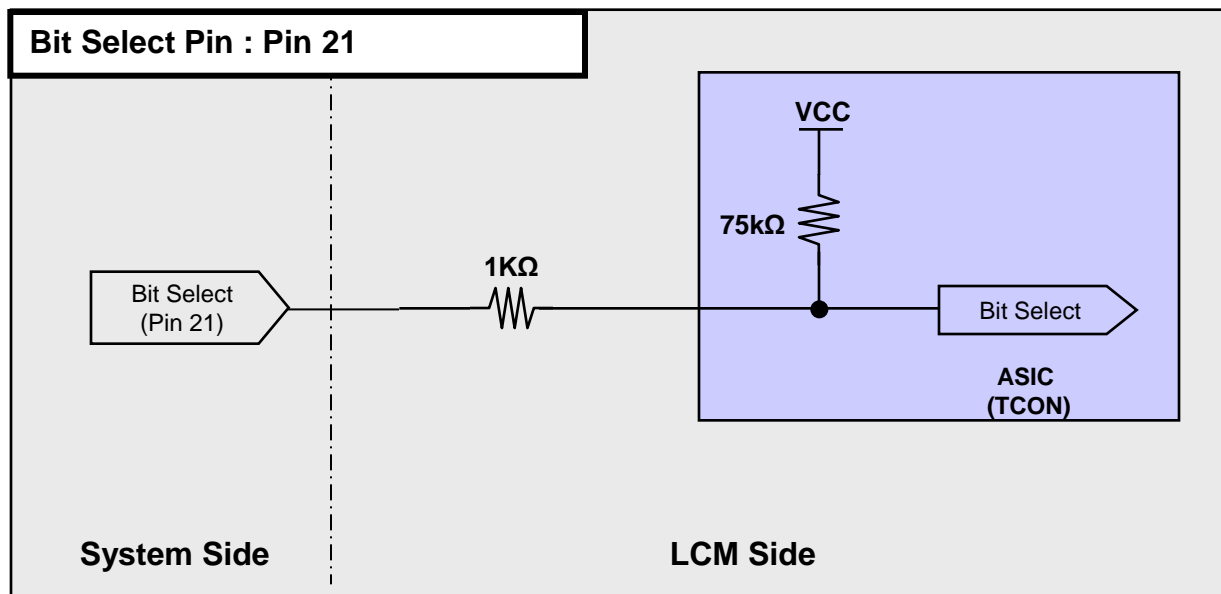 Bit Select Pin : Pin 21
VCC
75kΩ
1KΩ
Bit Select
(Pin 21)
Bit Select
ASIC
(TCON)
System Side
LCM Side